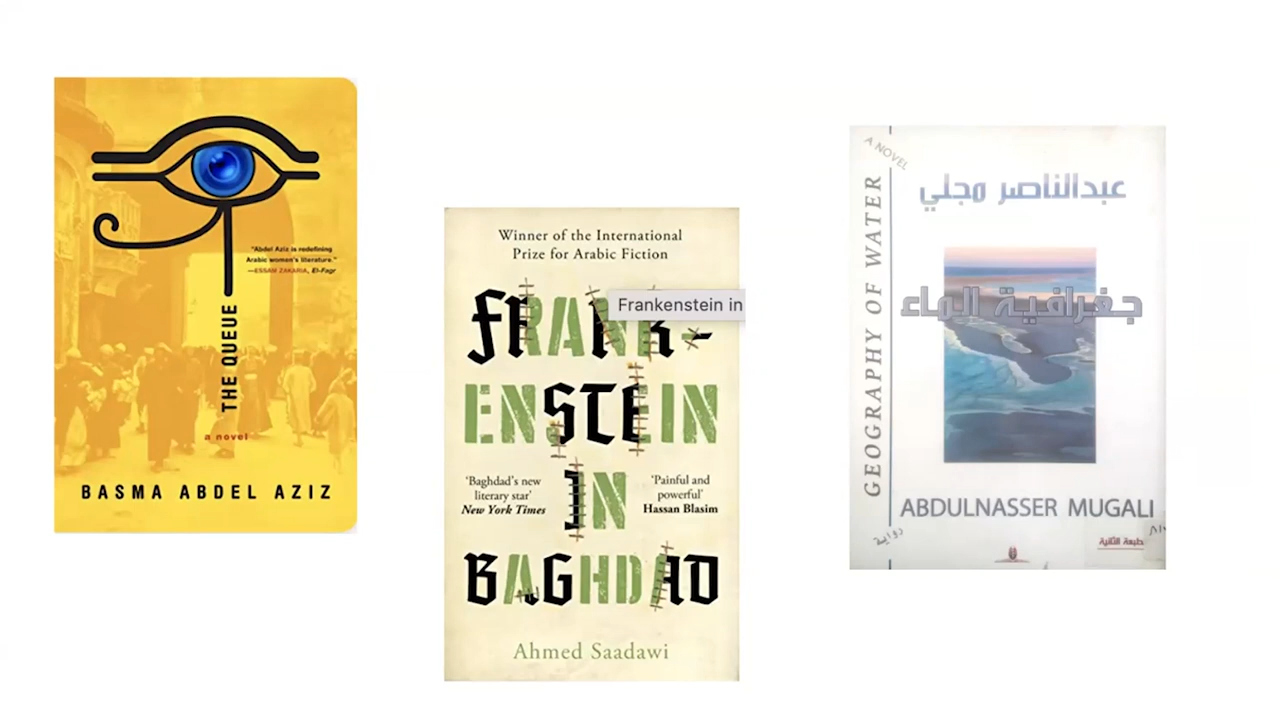 "Abdel Aziz is redefining
Arabic women's literature."
—ESSAM ZAKARIA, El-Fagr
THE QUEUE
a novel
BASMA ABDEL AZIZ
Winner of the International
Prize for Arabic Fiction
FRANK-
Frankenstein in
ENSTEIN
'Baghdad's new
literary star'
New York Times
IN
'Painful and
powerful'
Hassan Blasim
BAGHDAD
Ahmed Saadawi
A NOVEL
GEOGRAPHY OF WATER
عبدالناصر مجلي
جغرافية الماء
ABDULNASSER MUGALI
رواية
الطبعة الثانية